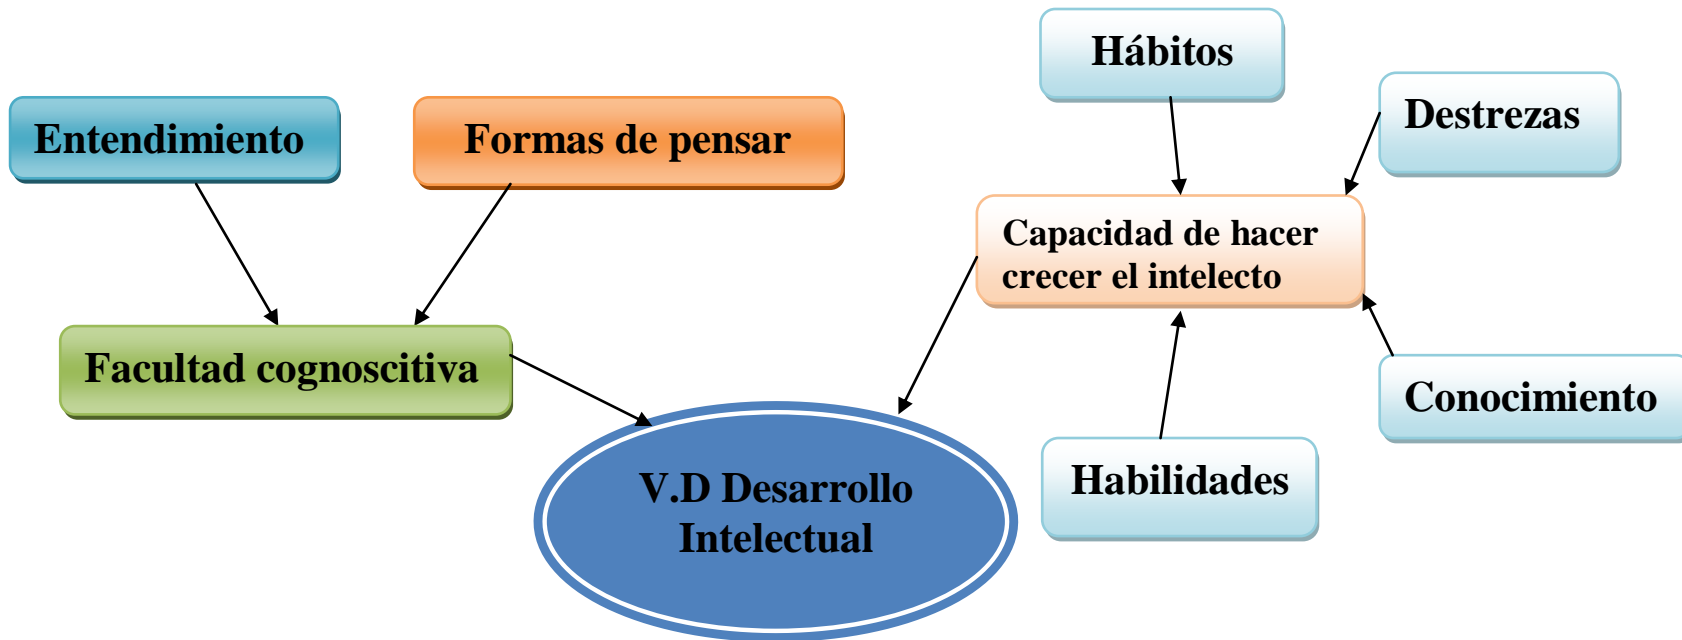 Hábitos
Destrezas
Entendimiento
Formas de pensar
Capacidad de hacer
crecer el intelecto
Facultad cognoscitiva
Conocimiento
Habilidades
V.D Desarrollo
Intelectual